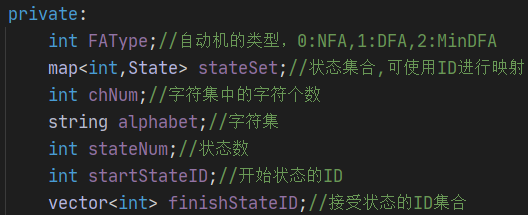 private:
int FAType;//自动机的类型，0:NFA,1:DFA,2:MinDFA
map<int,State> stateSet;//状态集合,可使用ID进行映射
int chNum;//字符集中的字符个数
string alphabet;//字符集
int stateNum;//状态数
int startStateID;//开始状态的ID
vector<int> finishStateID;//接受状态的ID集合